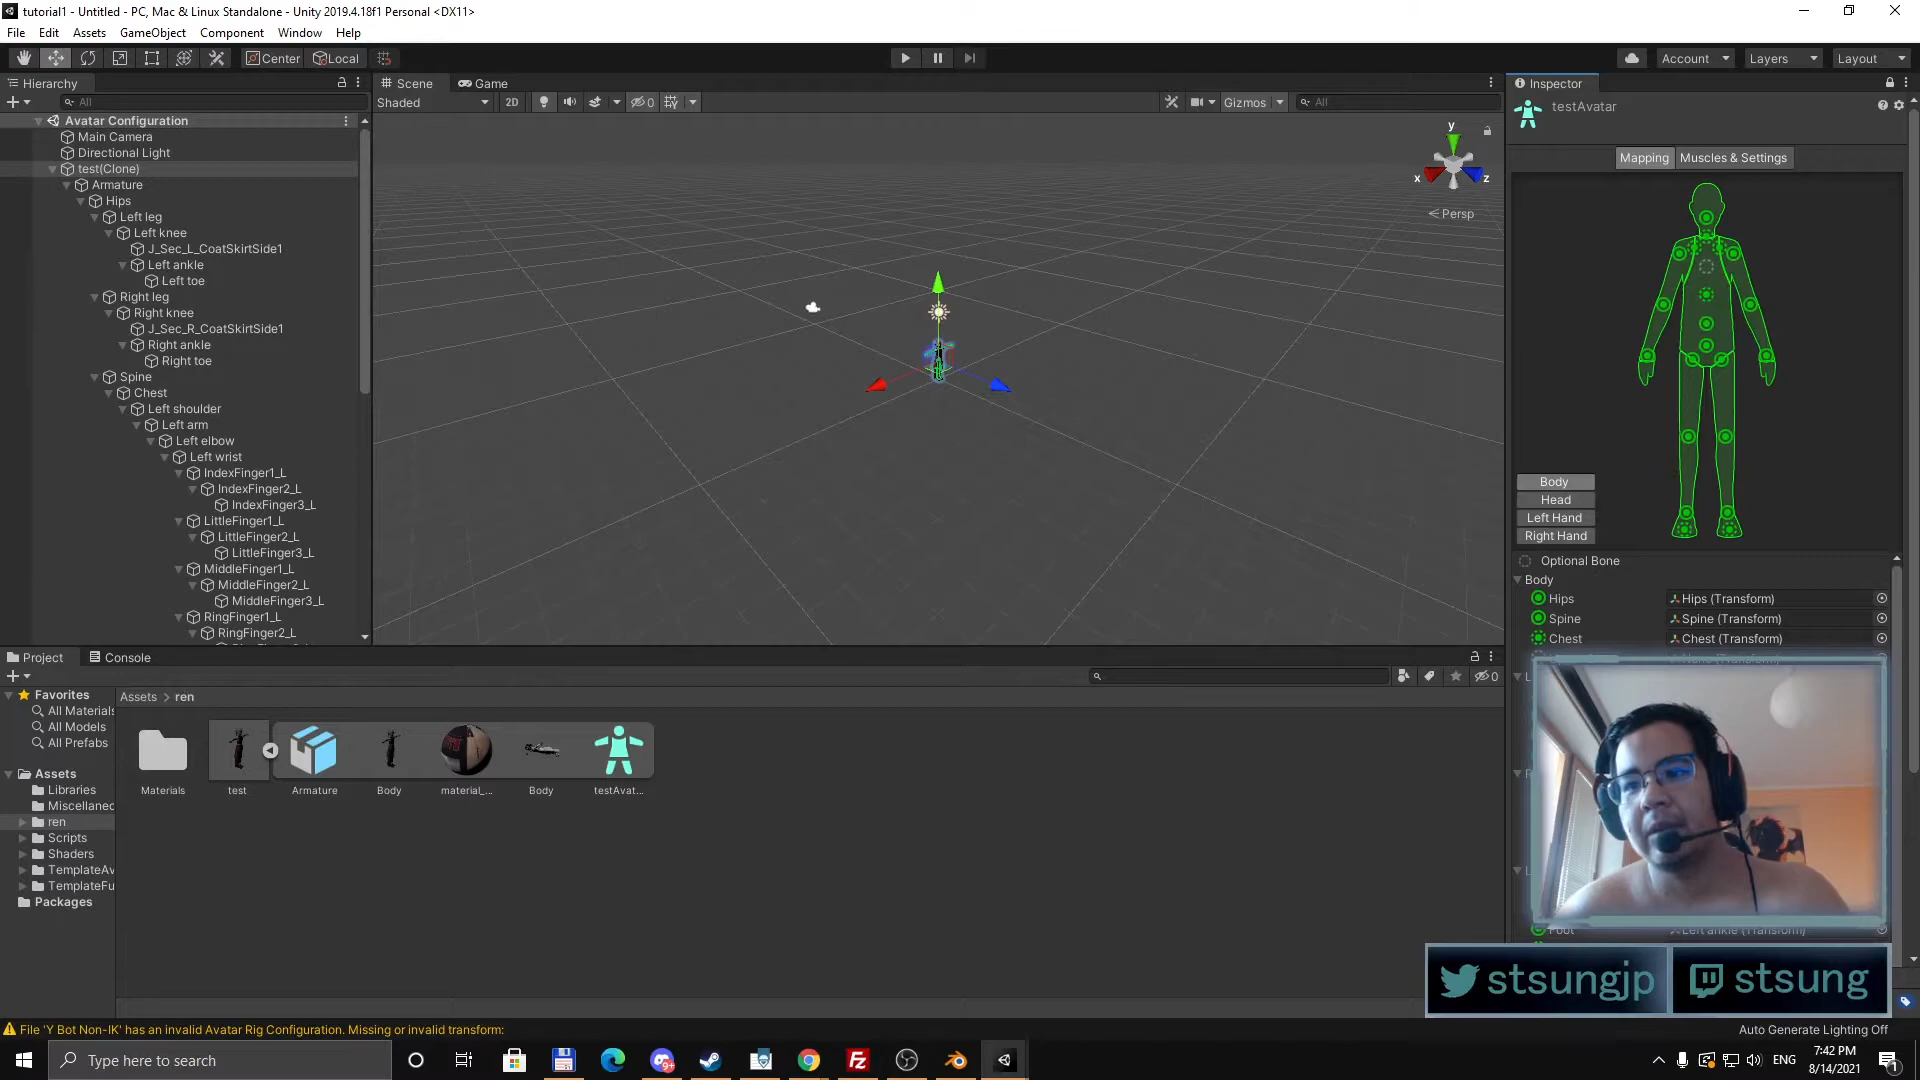 tutorial1 - Untitled - PC, Mac & Linux Standalone - Unity 2019.4.18f1 Personal <DX11>
File Edit Assets GameObject Component Window Help
Center Local Account Layers Layout
Hierarchy
All
Avatar Configuration
Main Camera
Directional Light
test(Clone)
Armature
Hips
Left leg
Left knee
J_Sec_L_CoatSkirtSide1
Left ankle
Left toe
Right leg
Right knee
J_Sec_R_CoatSkirtSide1
Right ankle
Right toe
Spine
Chest
Left shoulder
Left arm
Left elbow
Left wrist
IndexFinger1_L
IndexFinger2_L
IndexFinger3_L
LittleFinger1_L
LittleFinger2_L
LittleFinger3_L
MiddleFinger1_L
MiddleFinger2_L
MiddleFinger3_L
RingFinger1_L
RingFinger2_L
Scene Game
Shaded 2D 0 Gizmos All
y
x z
Persp
Inspector
testAvatar
Mapping Muscles & Settings
Body
Head
Left Hand
Right Hand
Optional Bone
Body
Hips Hips (Transform)
Spine Spine (Transform)
Chest Chest (Transform)
Foot Left ankle (Transform)
Project Console
0
Favorites
All Materials
All Models
All Prefabs
Assets
Libraries
Miscellanec
ren
Scripts
Shaders
TemplateAv
TemplateFu
Packages
Assets > ren
Materials test Armature Body material_... Body testAvat...
stsungjp stsung
File 'Y Bot Non-IK' has an invalid Avatar Rig Configuration. Missing or invalid transform:
Auto Generate Lighting Off
Type here to search
9+
ENG
7:42 PM
8/14/2021
1